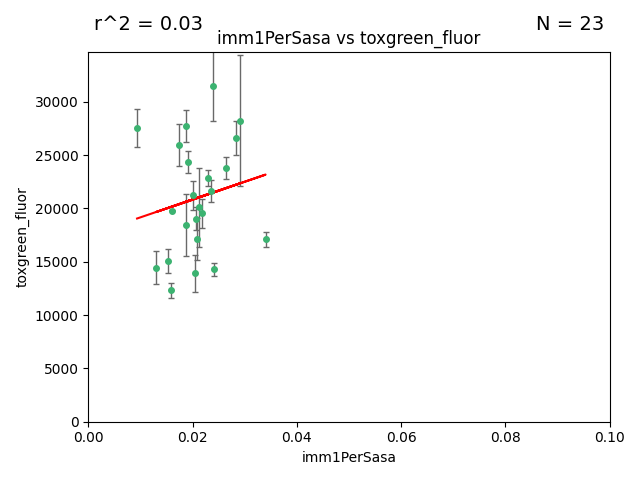 r^2 = 0.03
N = 23
imm1PerSasa vs toxgreen_fluor
toxgreen_fluor
30000
25000
20000
15000
10000
5000
0
0.00
0.02
0.04
0.06
0.08
0.10
imm1PerSasa